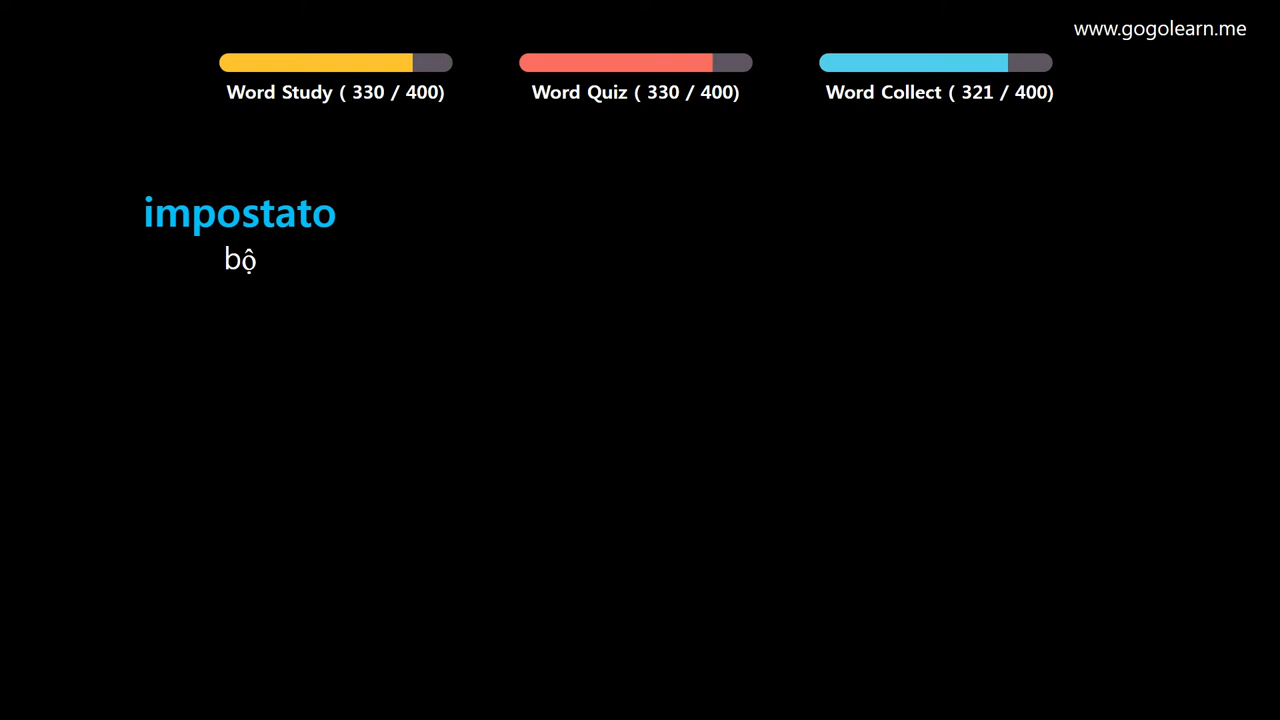 www.gogolearn.me
Word Study ( 330 / 400)
Word Quiz ( 330 / 400)
Word Collect ( 321 / 400)
impostato
bộ